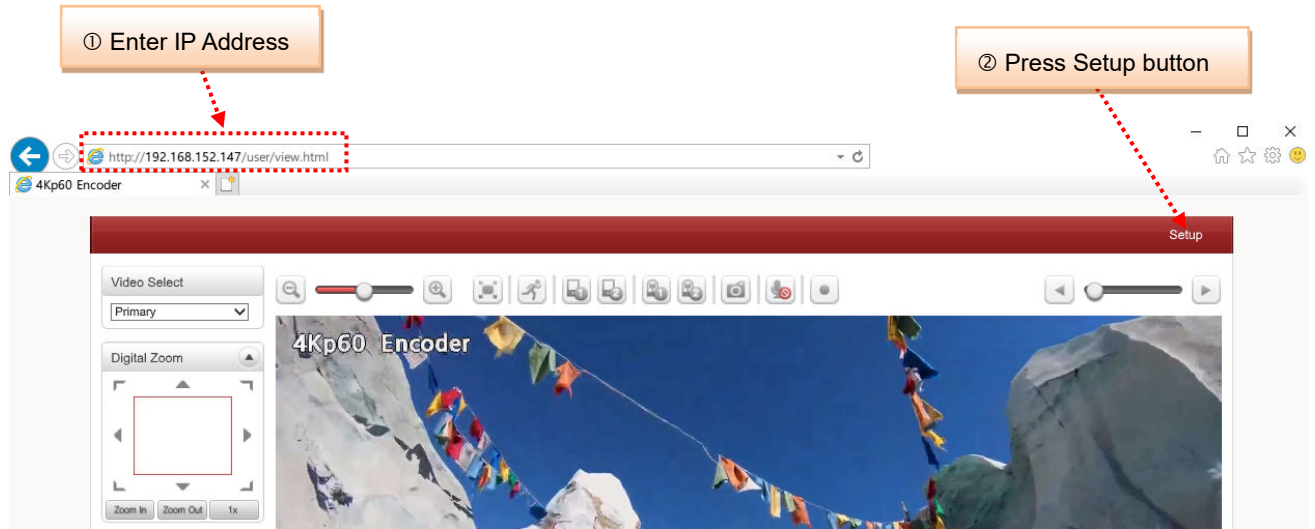 ① Enter IP Address
② Press Setup button
http://192.168.152.147/user/view.html
4Kp60 Encoder
Setup
Video Select
Primary
4Kp60 Encoder
Digital Zoom
Zoom In Zoom Out 1x